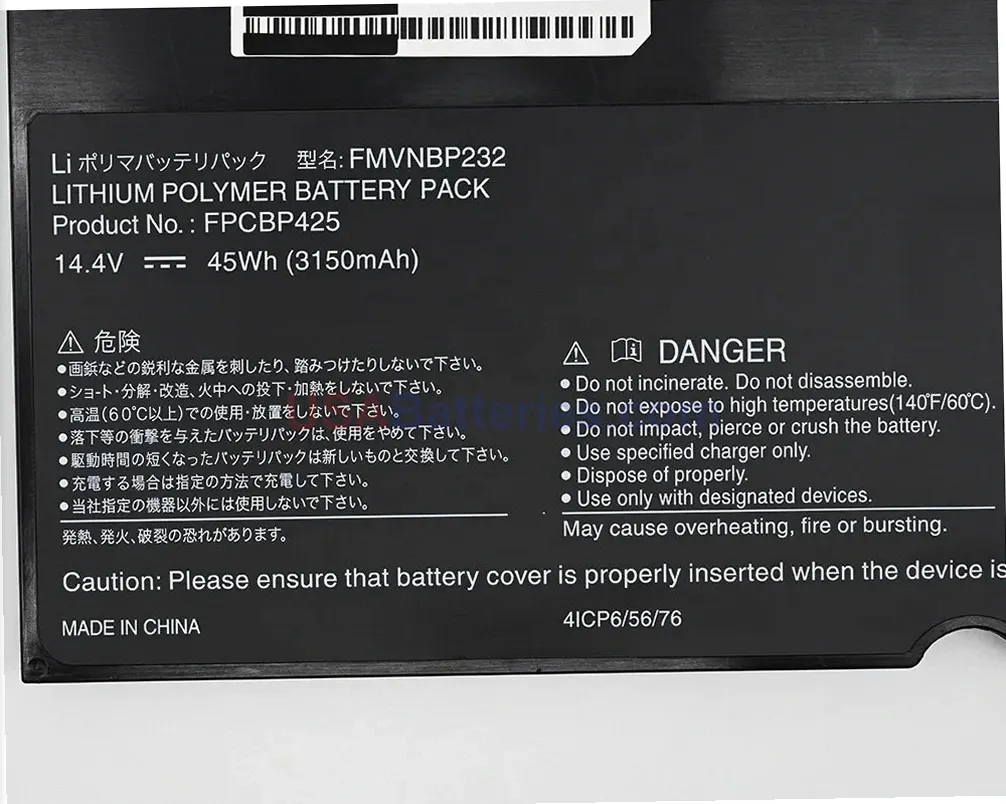 Li ポリマバッテリパック 型名: FMVNBP232
LITHIUM POLYMER BATTERY PACK
Product No. : FPCBP425
14.4V 45Wh (3150mAh)
⚠ 危険
●画鋲などの鋭利な金属を刺したり、踏みつけたりしないで下さい。
●ショート・分解・改造、火中への投下・加熱をしないで下さい。
●高温(60℃以上)での使用・放置をしないで下さい。
●落下等の衝撃を与えたバッテリパックは、使用をやめて下さい。
●駆動時間の短くなったバッテリパックは新しいものと交換して下さい。
●充電する場合は指定の方法で充電して下さい。
●当社指定の機器以外には使用しないで下さい。
発熱、発火、破裂の恐れがあります。
⚠ DANGER
● Do not incinerate. Do not disassemble.
● Do not expose to high temperatures(140℉/60℃).
● Do not impact, pierce or crush the battery.
● Use specified charger only.
● Dispose of properly.
● Use only with designated devices.
May cause overheating, fire or bursting.
USABatteries.com
Caution: Please ensure that battery cover is properly inserted when the device is
MADE IN CHINA
4ICP6/56/76